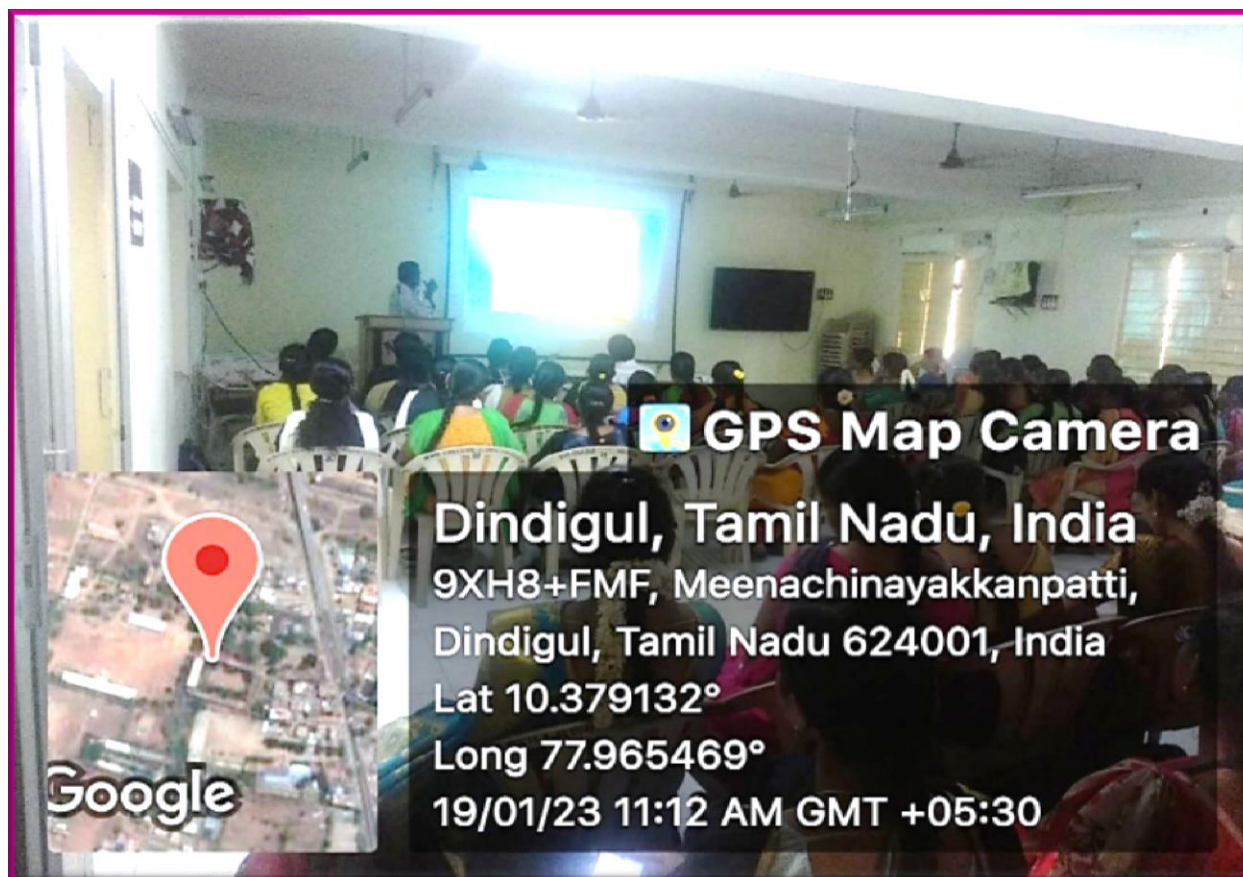 GPS Map Camera
Dindigul, Tamil Nadu, India
9XH8+FMF, Meenachinayakkanpatti,
Dindigul, Tamil Nadu 624001, India
Lat 10.379132°
Long 77.965469°
19/01/23 11:12 AM GMT +05:30
Google